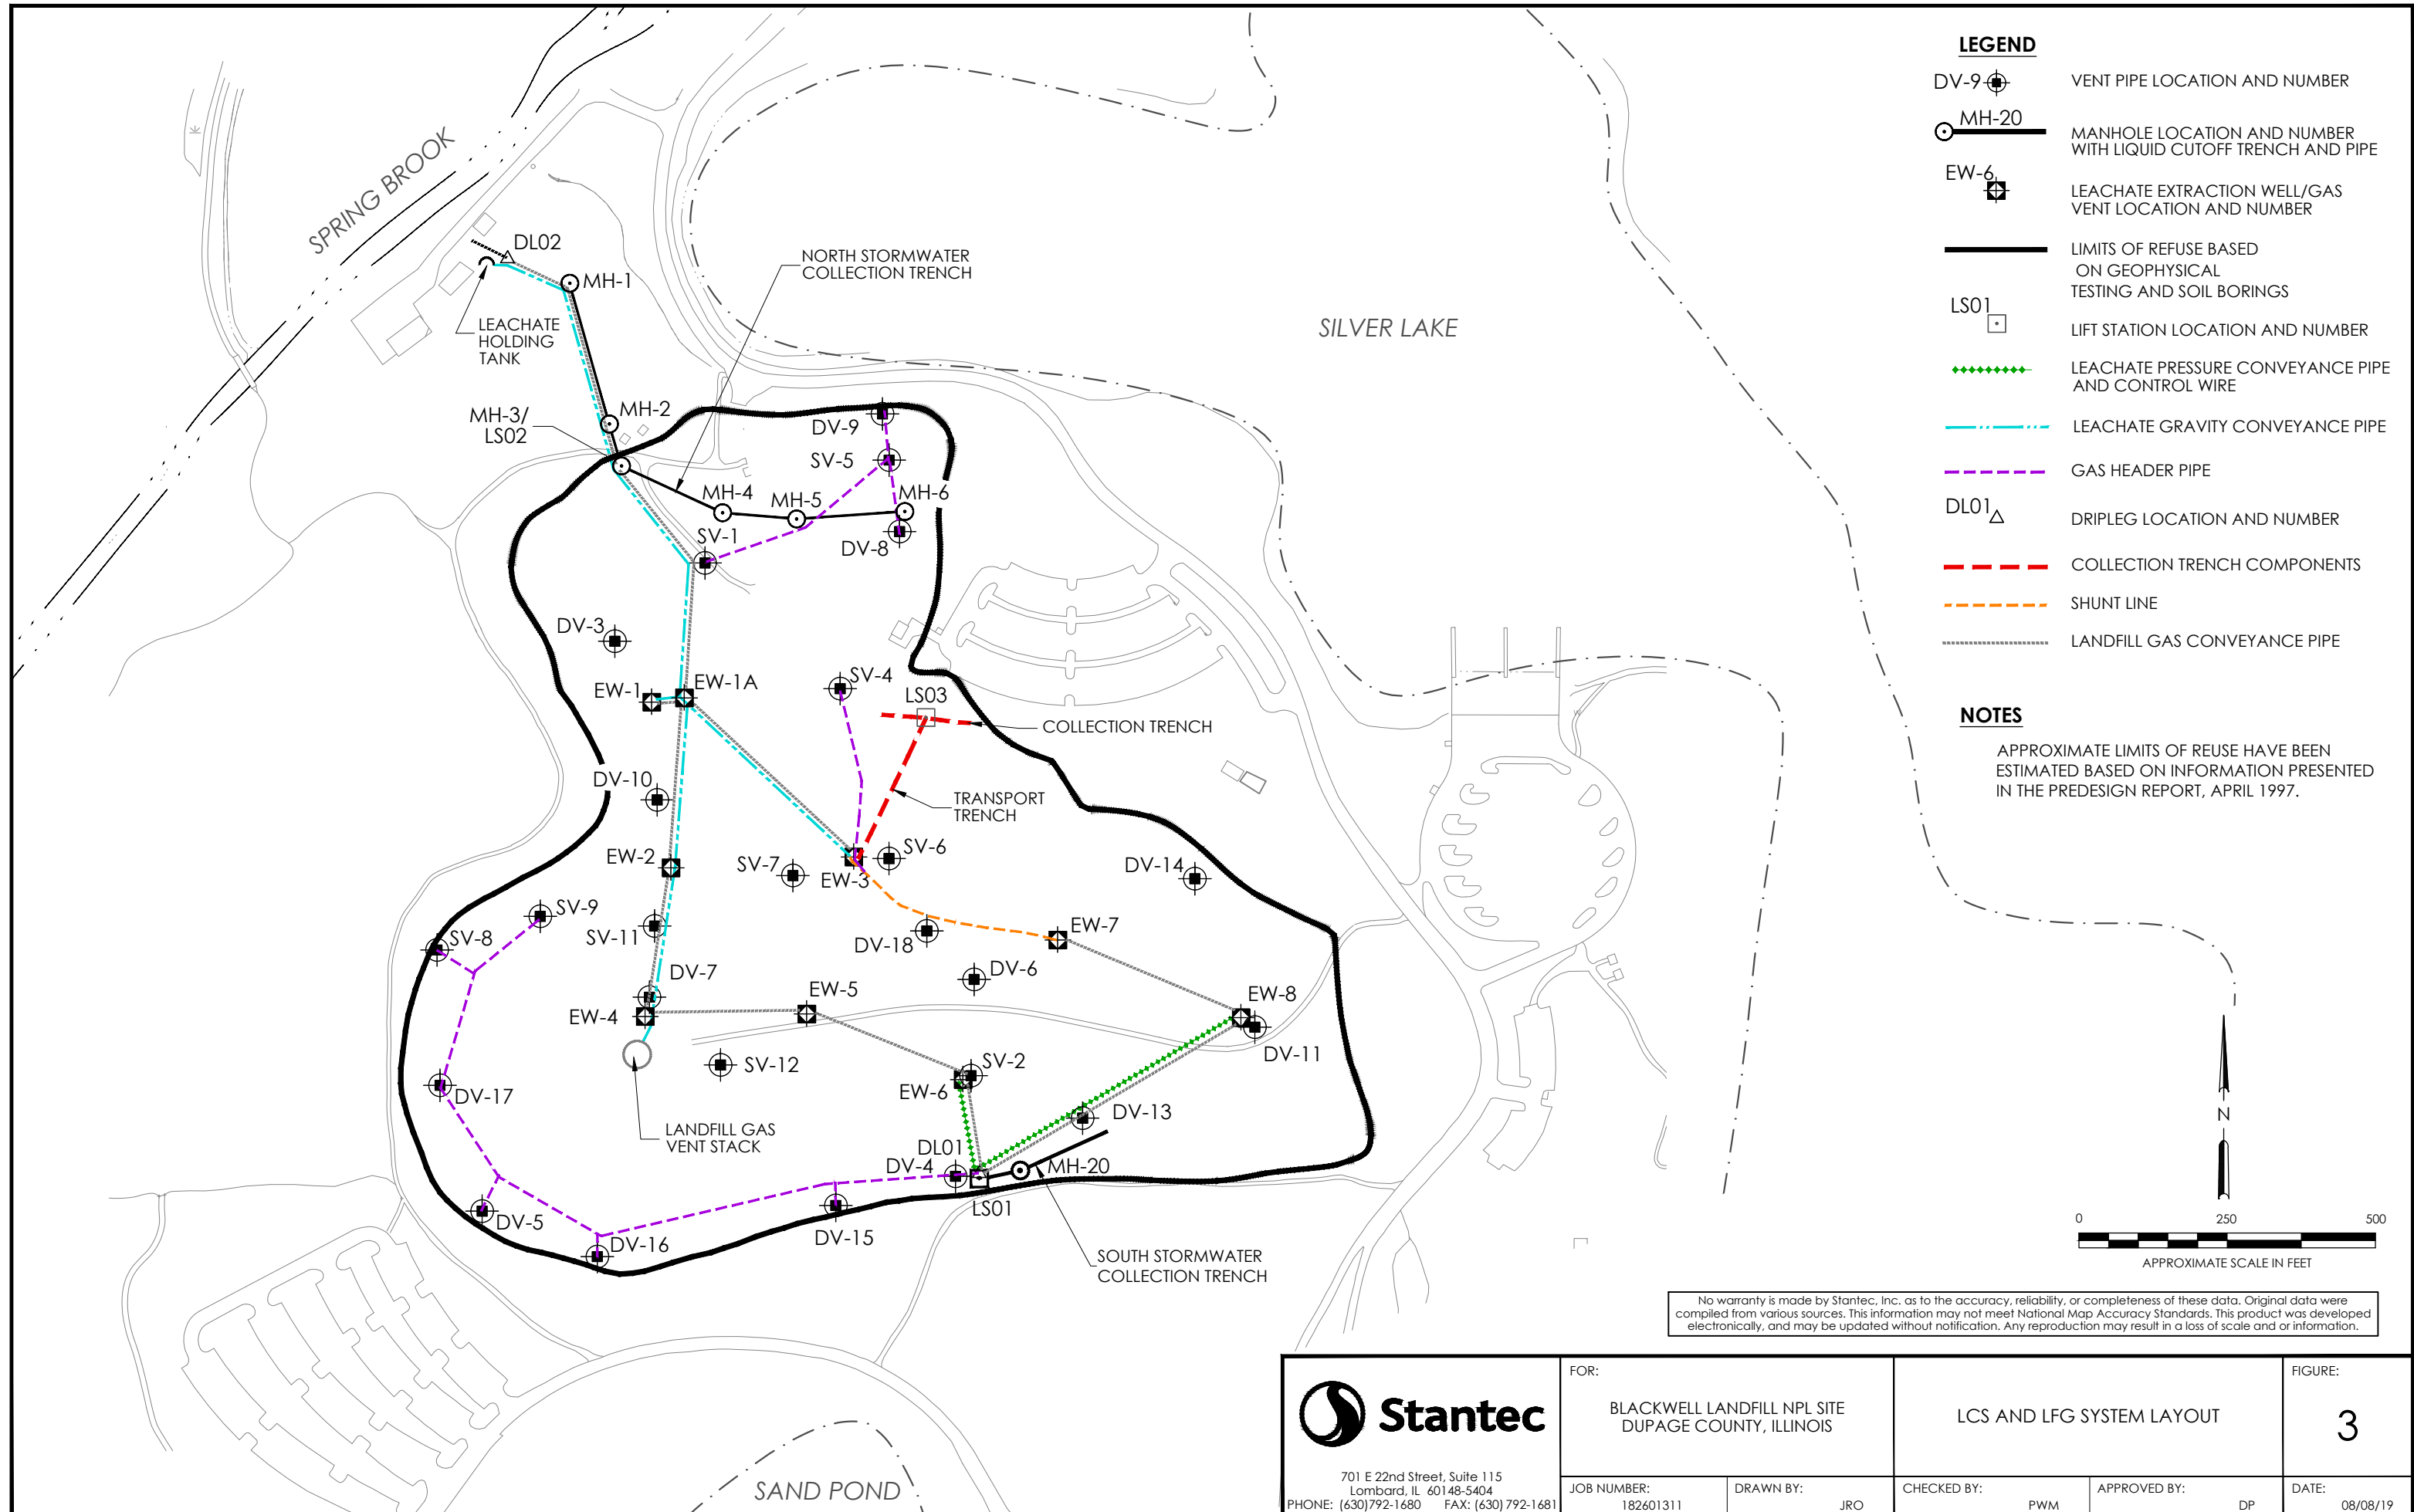 LEGEND
DV-9
VENT PIPE LOCATION AND NUMBER
MH-20
MANHOLE LOCATION AND NUMBER
WITH LIQUID CUTOFF TRENCH AND PIPE
EW-6
LEACHATE EXTRACTION WELL/GAS
VENT LOCATION AND NUMBER
LIMITS OF REFUSE BASED
ON GEOPHYSICAL
TESTING AND SOIL BORINGS
LS01
LIFT STATION LOCATION AND NUMBER
LEACHATE PRESSURE CONVEYANCE PIPE
AND CONTROL WIRE
LEACHATE GRAVITY CONVEYANCE PIPE
GAS HEADER PIPE
DL01
DRIPLEG LOCATION AND NUMBER
COLLECTION TRENCH COMPONENTS
SHUNT LINE
LANDFILL GAS CONVEYANCE PIPE
NOTES
APPROXIMATE LIMITS OF REUSE HAVE BEEN
ESTIMATED BASED ON INFORMATION PRESENTED
IN THE PREDESIGN REPORT, APRIL 1997.
SPRING BROOK
DL02
MH-1
NORTH STORMWATER
COLLECTION TRENCH
LEACHATE
HOLDING
TANK
SILVER LAKE
MH-2
MH-3/
LS02
DV-9
SV-5
MH-4
MH-5
MH-6
SV-1
DV-8
DV-3
EW-1
EW-1A
SV-4
LS03
COLLECTION TRENCH
DV-10
TRANSPORT
TRENCH
EW-2
SV-7
EW-3
SV-6
DV-14
SV-9
SV-8
SV-11
DV-18
EW-7
DV-7
DV-6
EW-4
EW-5
EW-8
DV-11
SV-12
SV-2
EW-6
DV-17
DV-13
LANDFILL GAS
VENT STACK
DL01
DV-4
MH-20
LS01
DV-5
DV-16
DV-15
SOUTH STORMWATER
COLLECTION TRENCH
SAND POND
N
0 250 500
APPROXIMATE SCALE IN FEET
No warranty is made by Stantec, Inc. as to the accuracy, reliability, or completeness of these data. Original data were
compiled from various sources. This information may not meet National Map Accuracy Standards. This product was developed
electronically, and may be updated without notification. Any reproduction may result in a loss of scale and or information.
Stantec
701 E 22nd Street, Suite 115
Lombard, IL 60148-5404
PHONE: (630)792-1680 FAX: (630) 792-1681
FOR:
BLACKWELL LANDFILL NPL SITE
DUPAGE COUNTY, ILLINOIS
LCS AND LFG SYSTEM LAYOUT
FIGURE:
3
JOB NUMBER:
182601311
DRAWN BY:
JRO
CHECKED BY:
PWM
APPROVED BY:
DP
DATE:
08/08/19